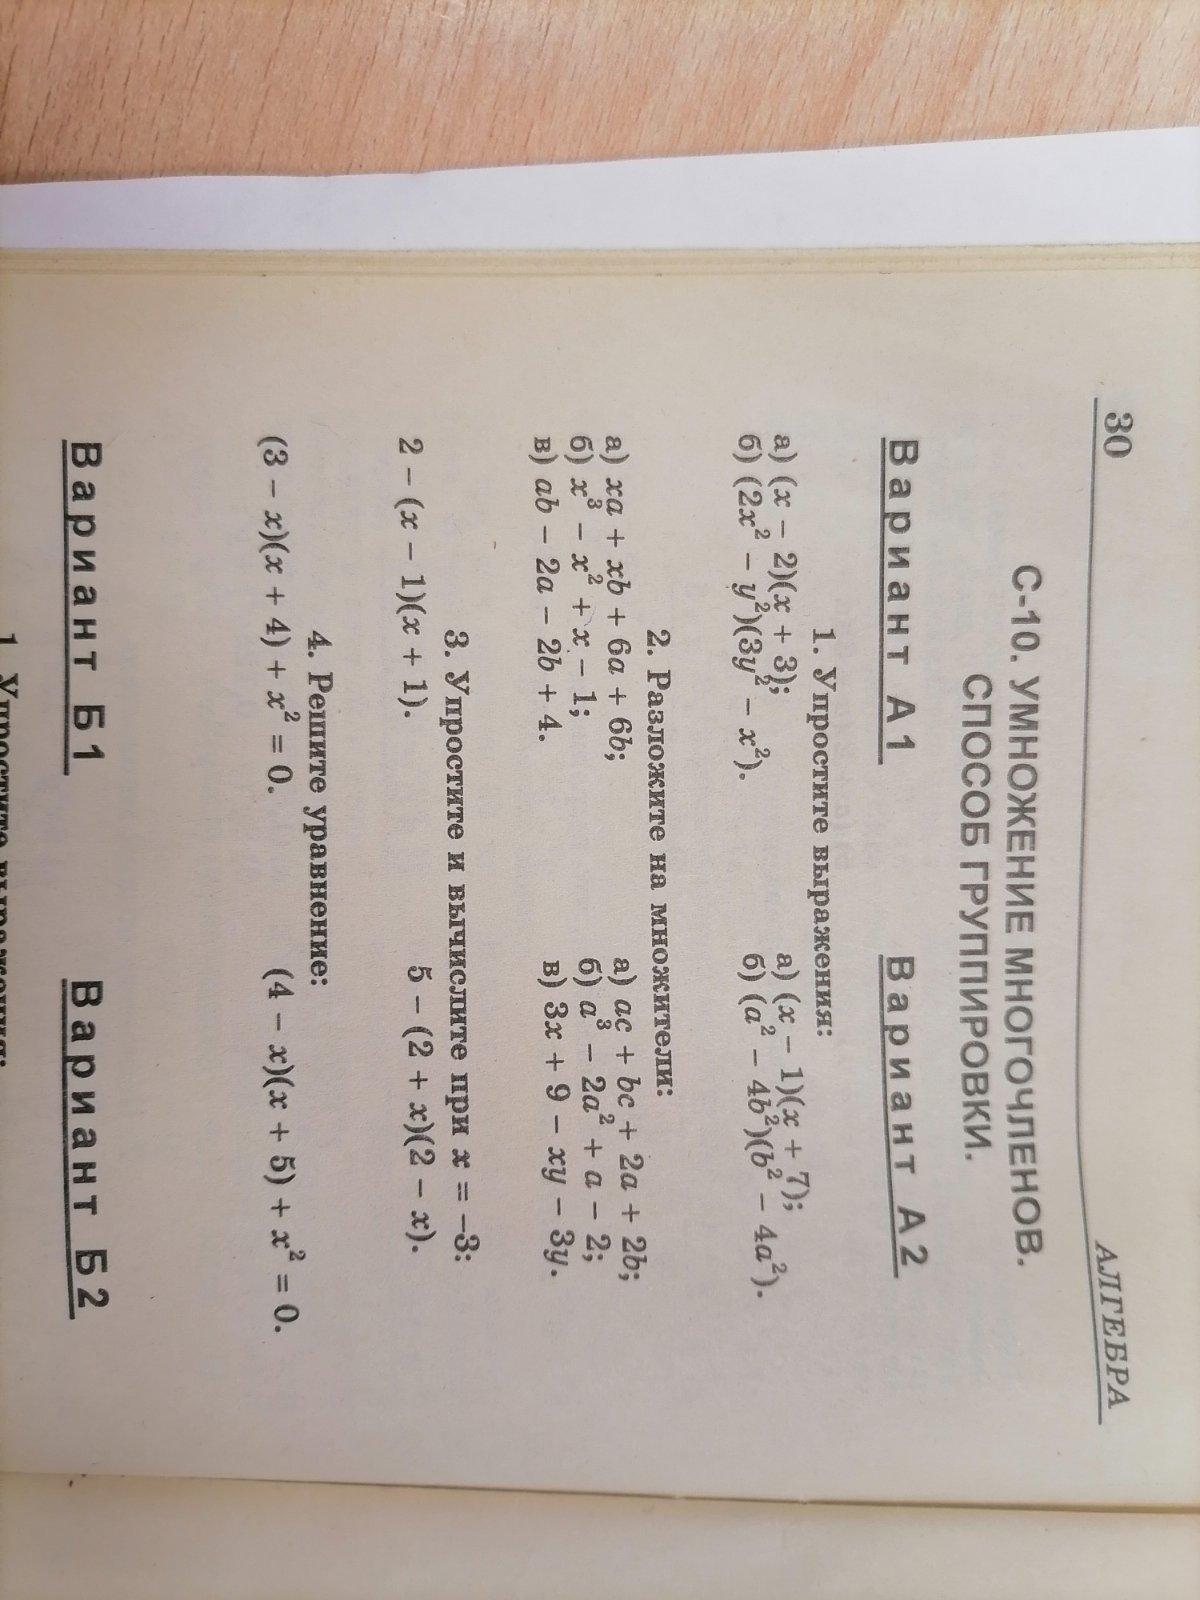 30
АЛГЕБРА
С-10. УМНОЖЕНИЕ МНОГОЧЛЕНОВ.
СПОСОБ ГРУППИРОВКИ.
Вариант А1
Вариант А2
1. Упростите выражения:
а) (x − 2)(x + 3);
б) (2x² − y²)(3y² − x²).
а) (x − 1)(x + 7);
б) (a² − 4b²)(b² − 4a²).
2. Разложите на множители:
а) xa + xb + 6a + 6b;
б) x³ − x² + x − 1;
в) ab − 2a − 2b + 4.
а) ac + bc + 2a + 2b;
б) a³ − 2a² + a − 2;
в) 3x + 9 − xy − 3y.
3. Упростите и вычислите при x = −3:
2 − (x − 1)(x + 1).
5 − (2 + x)(2 − x).
4. Решите уравнение:
(3 − x)(x + 4) + x² = 0.
(4 − x)(x + 5) + x² = 0.
Вариант Б1
Вариант Б2
1. Упростите выражения: